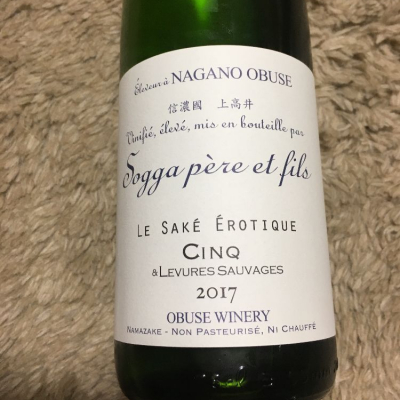 Éleveur à NAGANO OBUSE
信濃國 上高井
Vinifié, élevé, mis en bouteille par
Sogga père et fils
LE SAKÉ ÉROTIQUE
CINQ
& LEVURES SAUVAGES
2017
OBUSE WINERY
NAMAZAKE - NON PASTEURISÉ, NI CHAUFFÉ